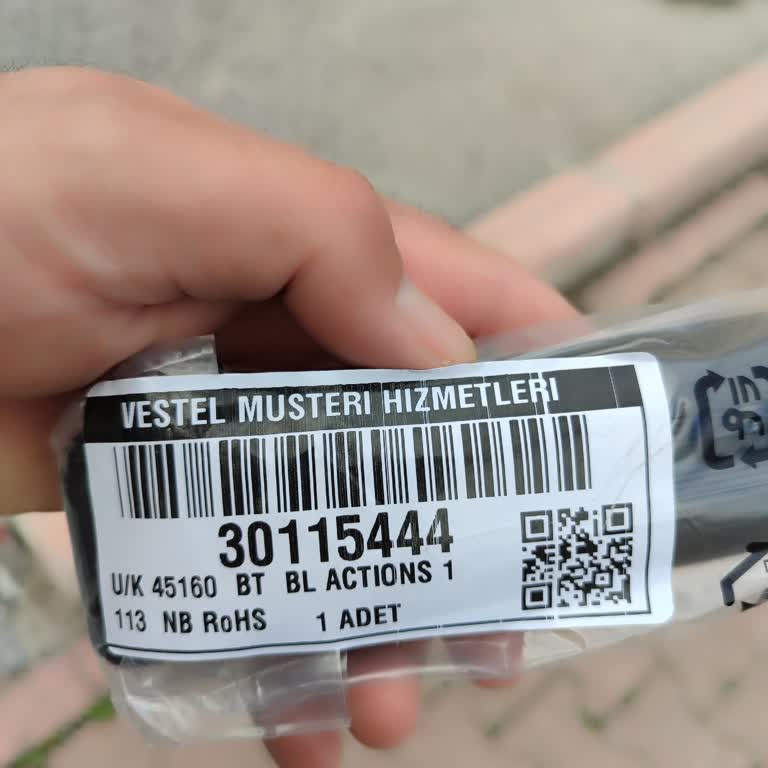 VESTEL MUSTERI HIZMETLERI
30115444
U/K 45160 BT BL ACTIONS 1
113 NB RoHS 1 ADET